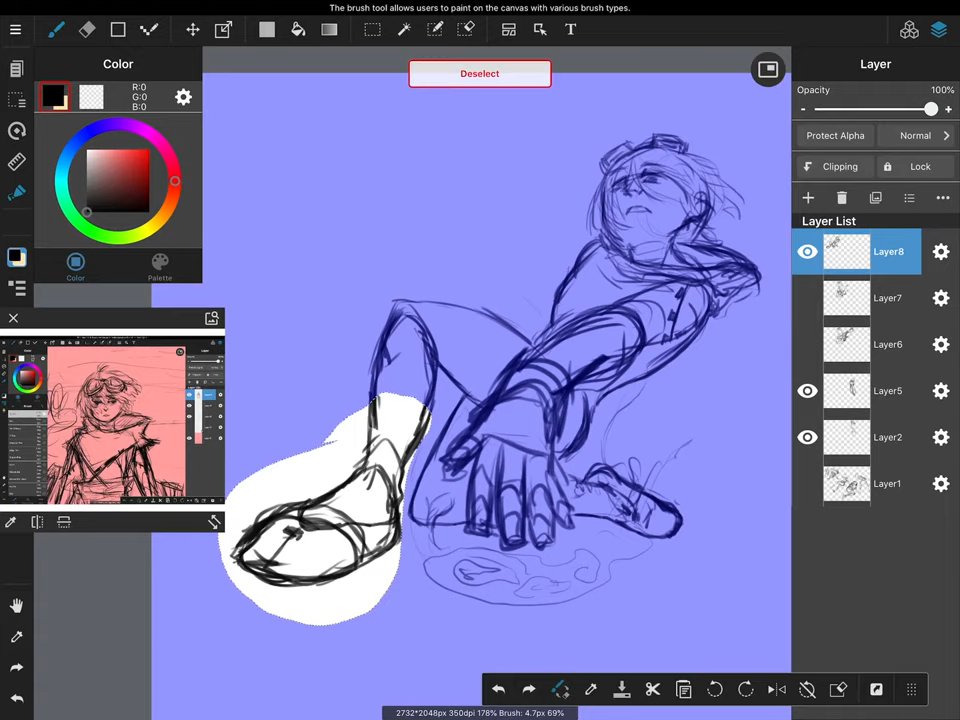 The brush tool allows users to paint on the canvas with various brush types.
T
Color
R:0
G:0
B:0
Color
Palette
Deselect
Layer
Opacity
100%
-
+
Protect Alpha
Normal
Clipping
Lock
Layer List
Layer8
Layer7
Layer6
Layer5
Layer2
Layer1
2732*2048px 350dpi 178% Brush: 4.7px 69%